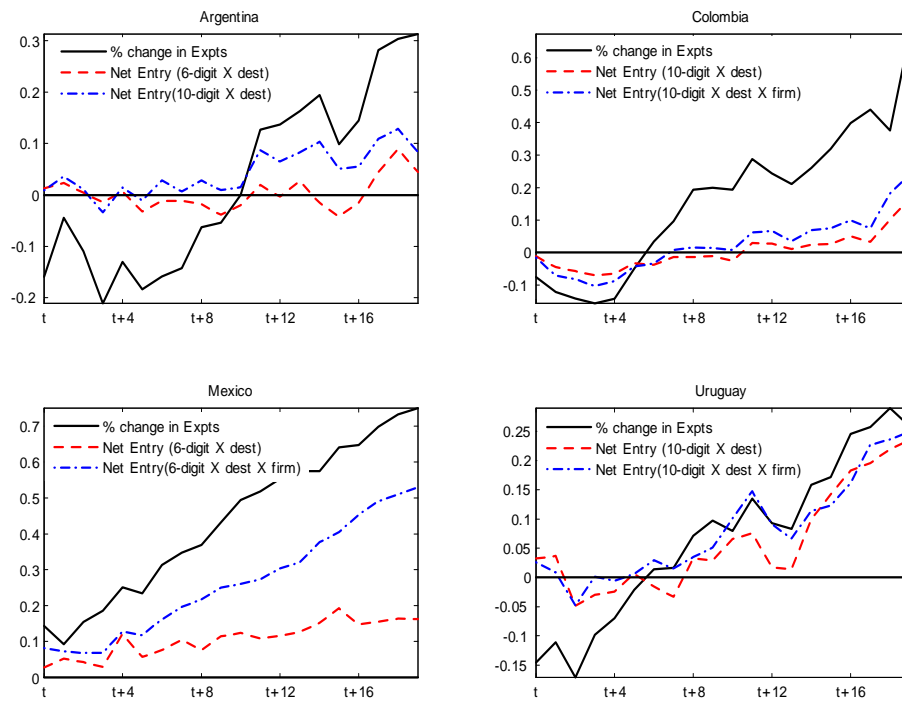 Argentina
0.3
0.2
0.1
0
-0.1
-0.2
% change in Expts
Net Entry (6-digit X dest)
Net Entry(10-digit X dest)
t
t+4
t+8
t+12
t+16
Colombia
0.6
0.5
0.4
0.3
0.2
0.1
0
-0.1
% change in Expts
Net Entry (10-digit X dest)
Net Entry(10-digit X dest X firm)
t
t+4
t+8
t+12
t+16
Mexico
0.7
0.6
0.5
0.4
0.3
0.2
0.1
0
% change in Expts
Net Entry (6-digit X dest)
Net Entry(6-digit X dest X firm)
t
t+4
t+8
t+12
t+16
Uruguay
0.25
0.2
0.15
0.1
0.05
0
-0.05
-0.1
-0.15
% change in Expts
Net Entry (10-digit X dest)
Net Entry(10-digit X dest X firm)
t
t+4
t+8
t+12
t+16